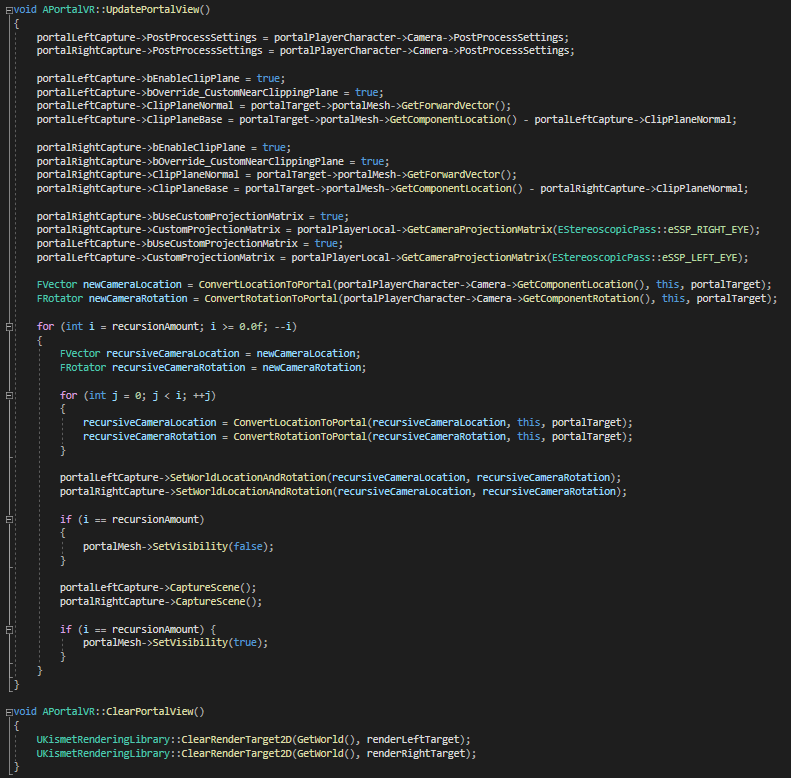 void APortalVR::UpdatePortalView()
{
portalLeftCapture->PostProcessSettings = portalPlayerCharacter->Camera->PostProcessSettings;
portalRightCapture->PostProcessSettings = portalPlayerCharacter->Camera->PostProcessSettings;
portalLeftCapture->bEnableClipPlane = true;
portalLeftCapture->bOverride_CustomNearClippingPlane = true;
portalLeftCapture->ClipPlaneNormal = portalTarget->portalMesh->GetForwardVector();
portalLeftCapture->ClipPlaneBase = portalTarget->portalMesh->GetComponentLocation() - portalLeftCapture->ClipPlaneNormal;
portalRightCapture->bEnableClipPlane = true;
portalRightCapture->bOverride_CustomNearClippingPlane = true;
portalRightCapture->ClipPlaneNormal = portalTarget->portalMesh->GetForwardVector();
portalRightCapture->ClipPlaneBase = portalTarget->portalMesh->GetComponentLocation() - portalRightCapture->ClipPlaneNormal;
portalRightCapture->bUseCustomProjectionMatrix = true;
portalRightCapture->CustomProjectionMatrix = portalPlayerLocal->GetCameraProjectionMatrix(EStereoscopicPass::eSSP_RIGHT_EYE);
portalLeftCapture->bUseCustomProjectionMatrix = true;
portalLeftCapture->CustomProjectionMatrix = portalPlayerLocal->GetCameraProjectionMatrix(EStereoscopicPass::eSSP_LEFT_EYE);
FVector newCameraLocation = ConvertLocationToPortal(portalPlayerCharacter->Camera->GetComponentLocation(), this, portalTarget);
FRotator newCameraRotation = ConvertRotationToPortal(portalPlayerCharacter->Camera->GetComponentRotation(), this, portalTarget);
for (int i = recursionAmount; i >= 0.0f; --i)
{
FVector recursiveCameraLocation = newCameraLocation;
FRotator recursiveCameraRotation = newCameraRotation;
for (int j = 0; j < i; ++j)
{
recursiveCameraLocation = ConvertLocationToPortal(recursiveCameraLocation, this, portalTarget);
recursiveCameraRotation = ConvertRotationToPortal(recursiveCameraRotation, this, portalTarget);
}
portalLeftCapture->SetWorldLocationAndRotation(recursiveCameraLocation, recursiveCameraRotation);
portalRightCapture->SetWorldLocationAndRotation(recursiveCameraLocation, recursiveCameraRotation);
if (i == recursionAmount)
{
portalMesh->SetVisibility(false);
}
portalLeftCapture->CaptureScene();
portalRightCapture->CaptureScene();
if (i == recursionAmount) {
portalMesh->SetVisibility(true);
}
}
}
void APortalVR::ClearPortalView()
{
UKismetRenderingLibrary::ClearRenderTarget2D(GetWorld(), renderLeftTarget);
UKismetRenderingLibrary::ClearRenderTarget2D(GetWorld(), renderRightTarget);
}